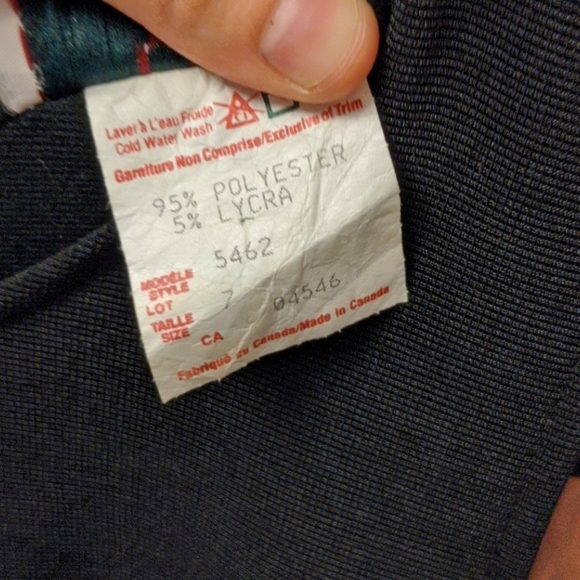 Laver à L'eau Froide
Cold Water Wash
Garniture Non Comprise/Exclusive of Trim
95% POLYESTER
5% LYCRA
5462
MODÈLE
STYLE
LOT
7 04546
TAILLE
SIZE
CA
Fabriqué au Canada/Made in Canada